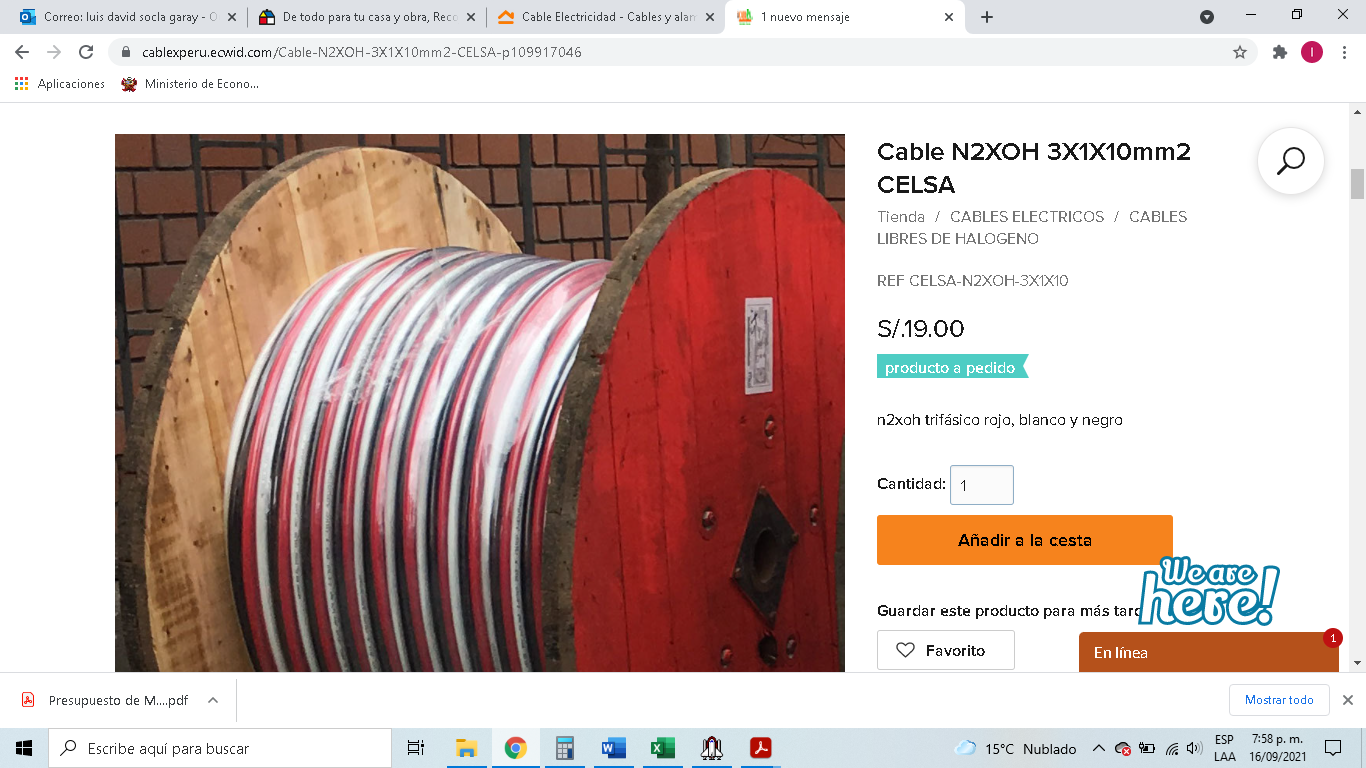 Correo: luis david socla garay - O
De todo para tu casa y obra, Reca
Cable Electricidad - Cables y alam
1 nuevo mensaje
cablexperu.ecwid.com/Cable-N2XOH-3X1X10mm2-CELSA-p109917046
I
Aplicaciones
Ministerio de Econo...
Cable N2XOH 3X1X10mm2
CELSA
Tienda / CABLES ELECTRICOS / CABLES
LIBRES DE HALOGENO
REF CELSA-N2XOH-3X1X10
S/.19.00
producto a pedido
n2xoh trifásico rojo, blanco y negro
Cantidad: 1
Añadir a la cesta
We are
here!
Guardar este producto para más tard
Favorito
En línea
1
Presupuesto de M....pdf
Mostrar todo
Escribe aquí para buscar
15°C Nublado
ESP
LAA
7:58 p. m.
16/09/2021